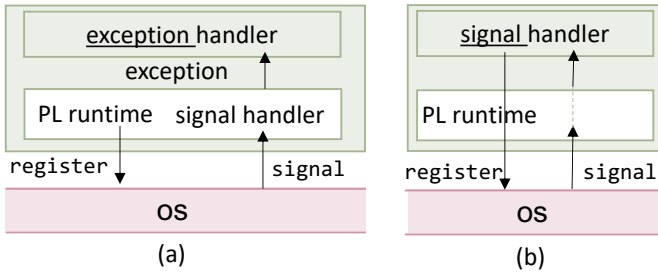 exception handler
exception
PL runtime signal handler
register signal
OS
(a)
signal handler
PL runtime
register signal
OS
(b)